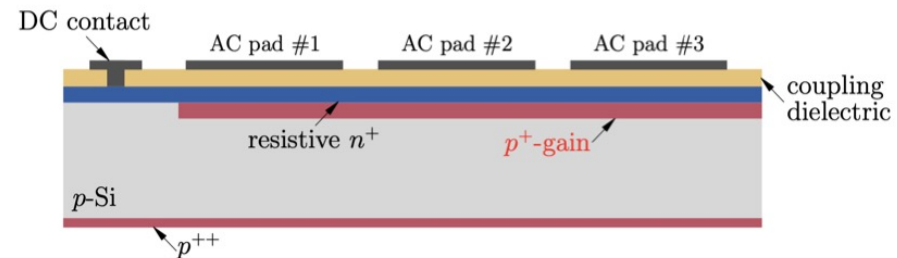 DC contact
AC pad #1
AC pad #2
AC pad #3
coupling
dielectric
resistive n⁺
p⁺-gain
p-Si
p⁺⁺